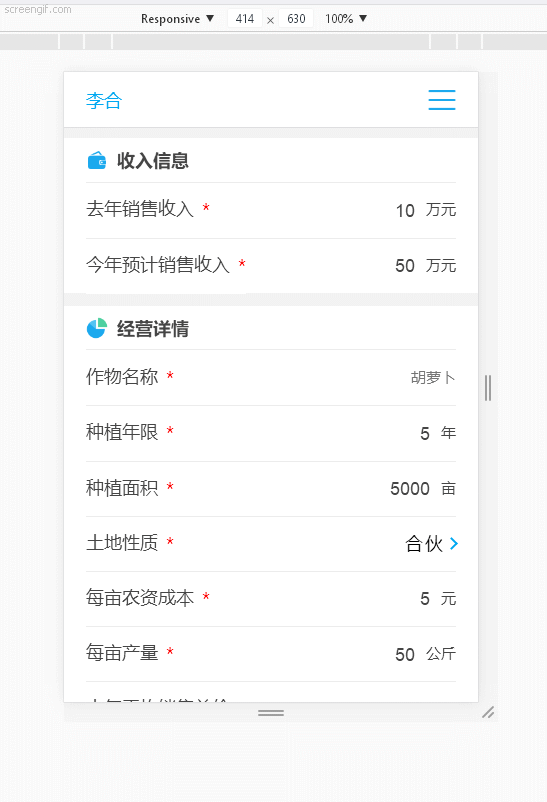 screengif.com
Responsive ▼ 414 × 630 100% ▼
李合
收入信息
去年销售收入 * 10 万元
今年预计销售收入 * 50 万元
经营详情
作物名称 * 胡萝卜
种植年限 * 5 年
种植面积 * 5000 亩
土地性质 * 合伙
每亩农资成本 * 5 元
每亩产量 * 50 公斤